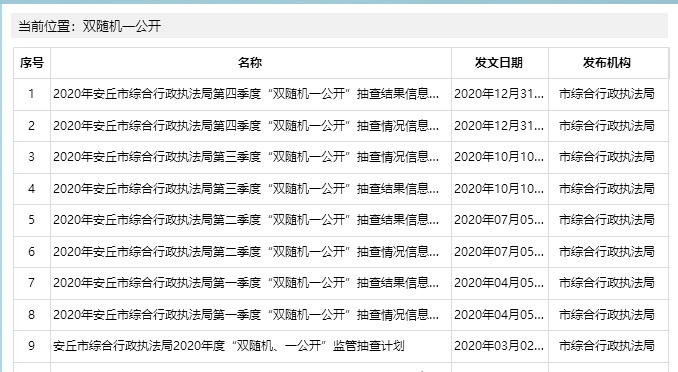 当前位置：双随机一公开
序号 名称 发文日期 发布机构
1 2020年安丘市综合行政执法局第四季度“双随机一公开”抽查结果信息... 2020年12月31... 市综合行政执法局
2 2020年安丘市综合行政执法局第四季度“双随机一公开”抽查情况信息... 2020年12月31... 市综合行政执法局
3 2020年安丘市综合行政执法局第三季度“双随机一公开”抽查情况信息... 2020年10月10... 市综合行政执法局
4 2020年安丘市综合行政执法局第三季度“双随机一公开”抽查结果信息... 2020年10月10... 市综合行政执法局
5 2020年安丘市综合行政执法局第二季度“双随机一公开”抽查结果信息... 2020年07月05... 市综合行政执法局
6 2020年安丘市综合行政执法局第二季度“双随机一公开”抽查情况信息... 2020年07月05... 市综合行政执法局
7 2020年安丘市综合行政执法局第一季度“双随机一公开”抽查结果信息... 2020年04月05... 市综合行政执法局
8 2020年安丘市综合行政执法局第一季度“双随机一公开”抽查情况信息... 2020年04月05... 市综合行政执法局
9 安丘市综合行政执法局2020年度“双随机、一公开”监管抽查计划 2020年03月02... 市综合行政执法局